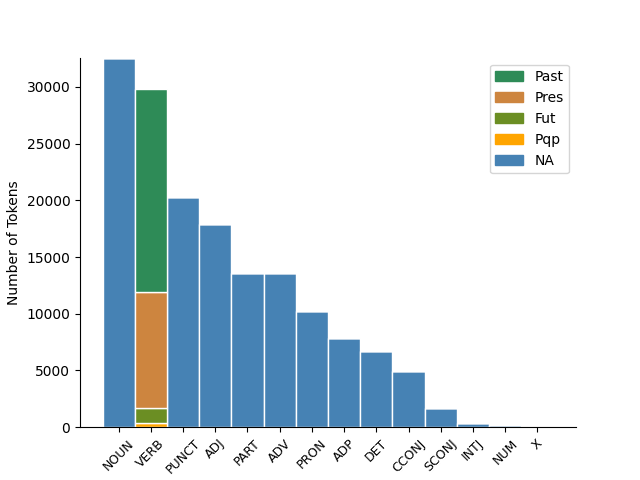 Past
Pres
Fut
Pqp
NA
Number of Tokens
30000
25000
20000
15000
10000
5000
0
NOUN
VERB
PUNCT
ADJ
PART
ADV
PRON
ADP
DET
CCONJ
SCONJ
INTJ
NUM
X